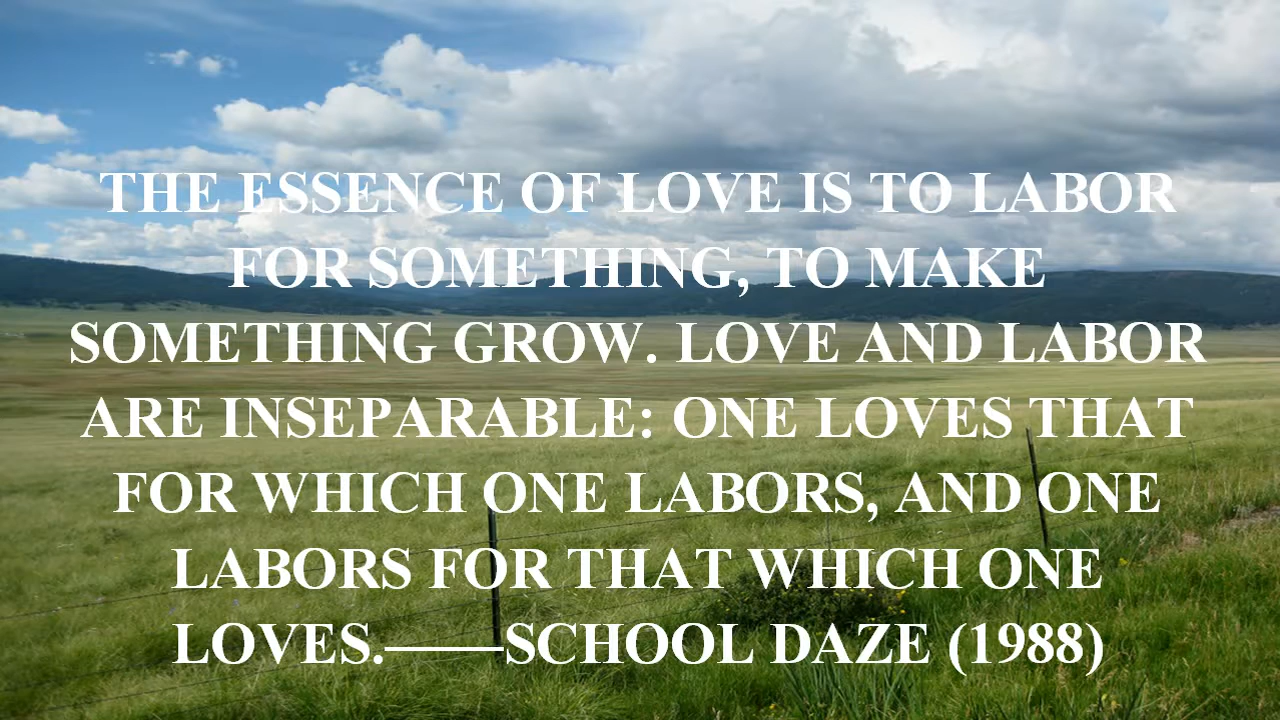 THE ESSENCE OF LOVE IS TO LABOR
FOR SOMETHING, TO MAKE
SOMETHING GROW. LOVE AND LABOR
ARE INSEPARABLE: ONE LOVES THAT
FOR WHICH ONE LABORS, AND ONE
LABORS FOR THAT WHICH ONE
LOVES.——SCHOOL DAZE (1988)